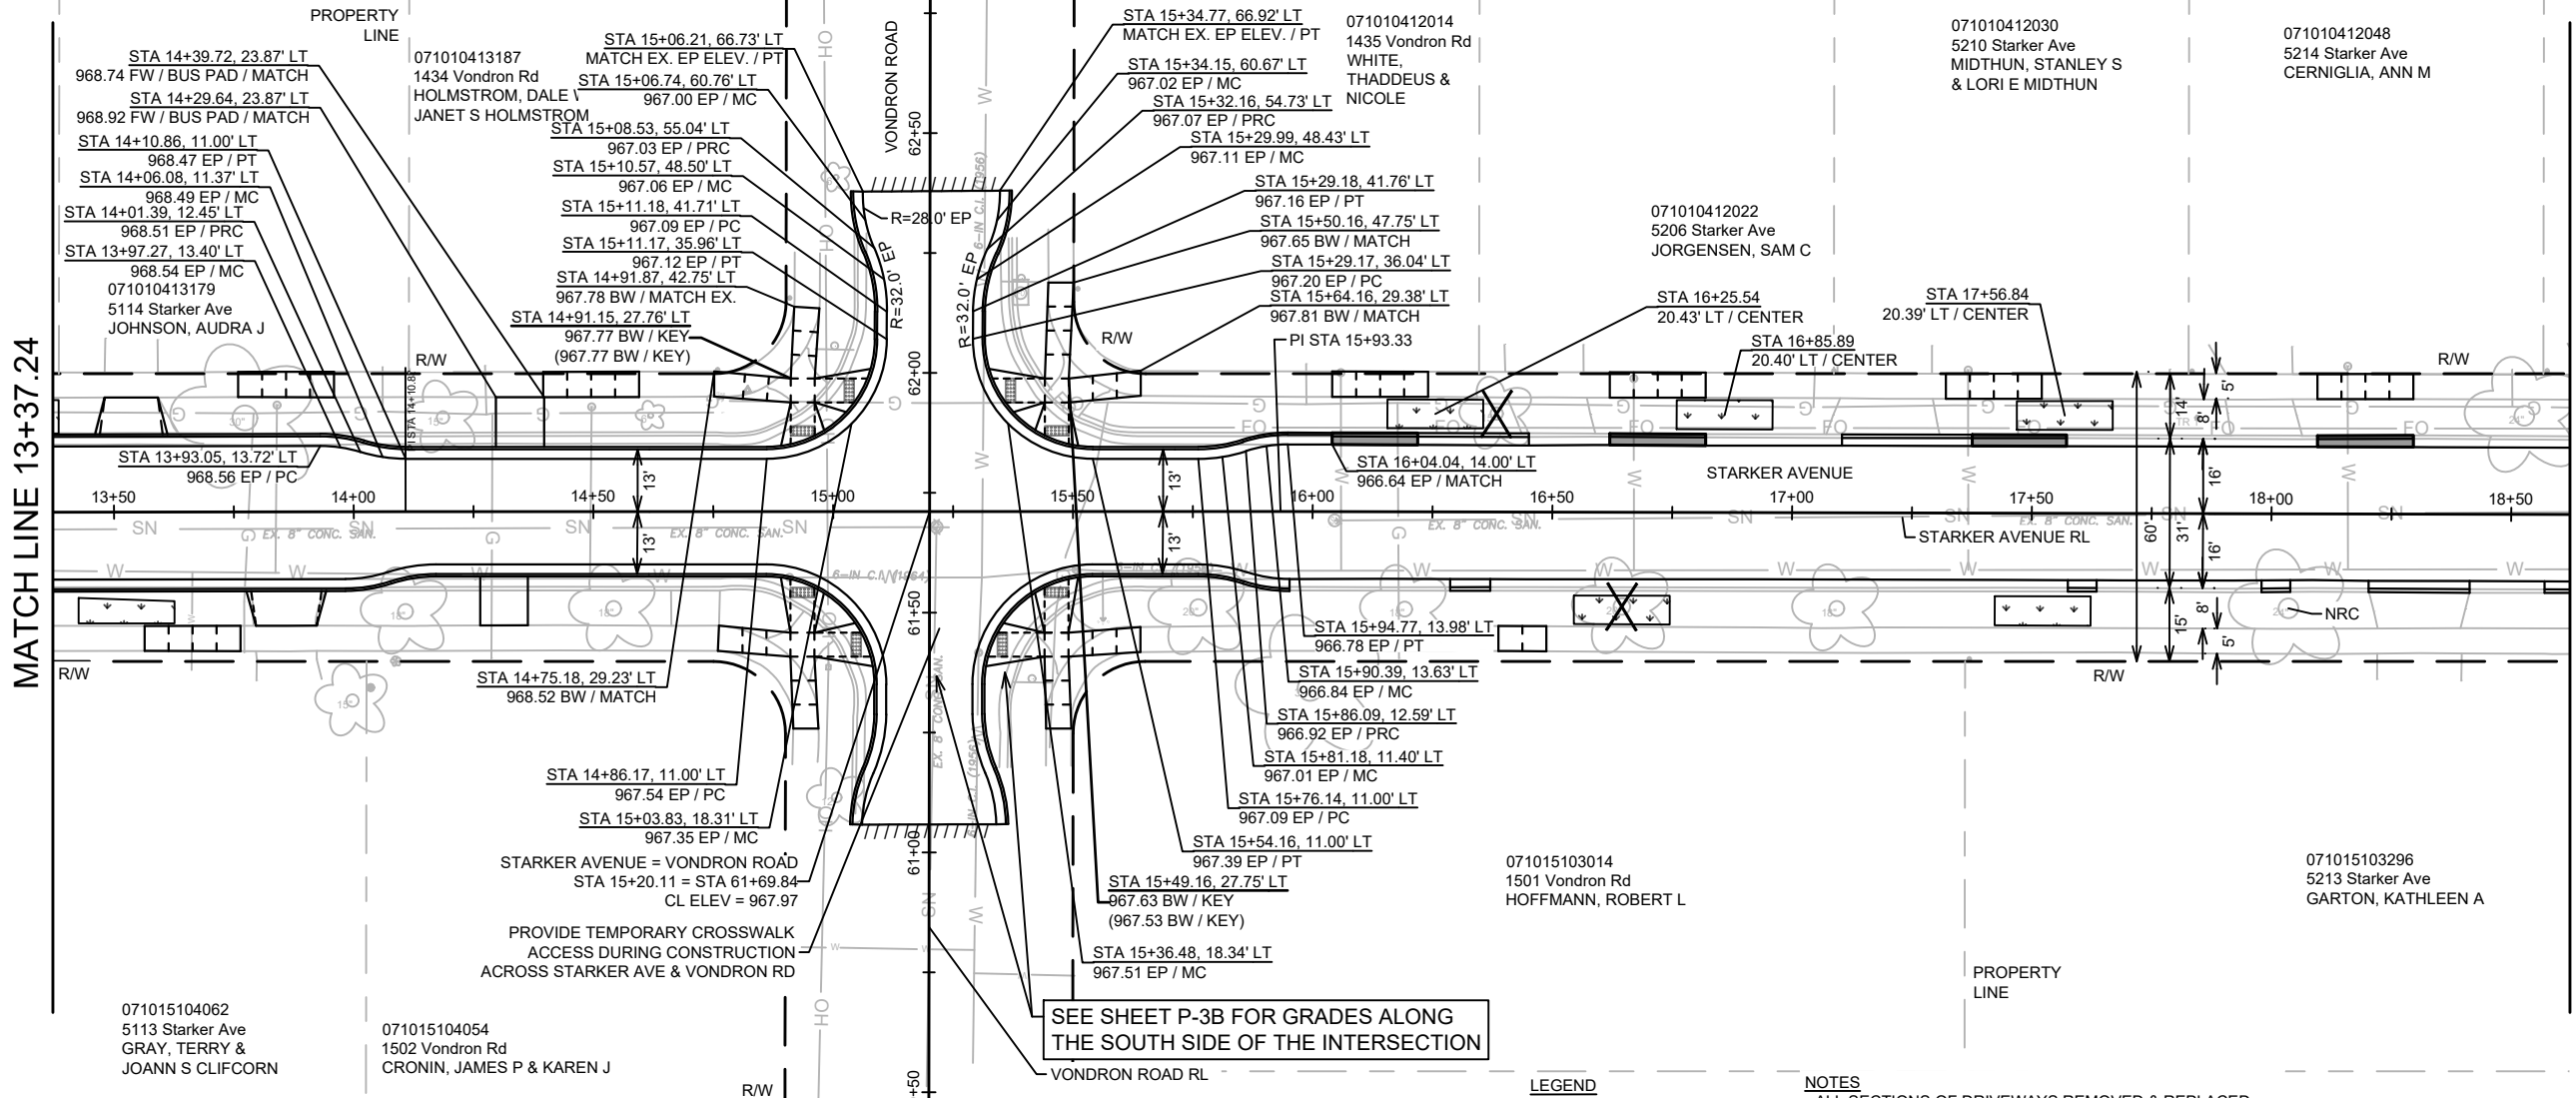 PROPERTY
LINE
STA 14+39.72, 23.87' LT
968.74 FW / BUS PAD / MATCH
STA 14+29.64, 23.87' LT
968.92 FW / BUS PAD / MATCH
STA 14+10.86, 11.00' LT
968.47 EP / PT
STA 14+06.08, 11.37' LT
968.49 EP / MC
STA 14+01.39, 12.45' LT
968.51 EP / PRC
STA 13+97.27, 13.40' LT
968.54 EP / MC
071010413179
5114 Starker Ave
JOHNSON, AUDRA J
071010413187
1434 Vondron Rd
HOLMSTROM, DALE
JANET S HOLMSTROM
STA 15+06.21, 66.73' LT
MATCH EX. EP ELEV. / PT
STA 15+06.74, 60.76' LT
967.00 EP / MC
STA 15+08.53, 55.04' LT
967.03 EP / PRC
STA 15+10.57, 48.50' LT
967.06 EP / MC
STA 15+11.18, 41.71' LT
967.09 EP / PC
STA 15+11.17, 35.96' LT
967.12 EP / PT
STA 14+91.87, 42.75' LT
967.78 BW / MATCH EX.
STA 14+91.15, 27.76' LT
967.77 BW / KEY
(967.77 BW / KEY)
VONDRON ROAD
62+50
OH
W
6-IN C.I. (1956)
R=28.0' EP
R=32.0' EP
R=32.0' EP
OH
62+00
STA 15+34.77, 66.92' LT
MATCH EX. EP ELEV. / PT
STA 15+34.15, 60.67' LT
967.02 EP / MC
STA 15+32.16, 54.73' LT
967.07 EP / PRC
STA 15+29.99, 48.43' LT
967.11 EP / MC
STA 15+29.18, 41.76' LT
967.16 EP / PT
STA 15+50.16, 47.75' LT
967.65 BW / MATCH
STA 15+29.17, 36.04' LT
967.20 EP / PC
STA 15+64.16, 29.38' LT
967.81 BW / MATCH
PI STA 15+93.33
071010412014
1435 Vondron Rd
WHITE,
THADDEUS &
NICOLE
071010412022
5206 Starker Ave
JORGENSEN, SAM C
071010412030
5210 Starker Ave
MIDTHUN, STANLEY S
& LORI E MIDTHUN
071010412048
5214 Starker Ave
CERNIGLIA, ANN M
STA 16+25.54
20.43' LT / CENTER
STA 16+85.89
20.40' LT / CENTER
STA 17+56.84
20.39' LT / CENTER
R/W
R/W
R/W
MATCH LINE 13+37.24
STA 13+93.05, 13.72' LT
968.56 EP / PC
STA 16+04.04, 14.00' LT
966.64 EP / MATCH
STARKER AVENUE
13+50
14+00
14+50
15+00
15+50
16+00
16+50
17+00
17+50
18+00
18+50
13'
13'
13'
13'
5'
14'
8'
16'
60'
31'
16'
8'
15'
5'
SN
EX. 8" CONC. SAN.
SN
SN
EX. 8" CONC. SAN.
SN
EX. 8" CONC. SAN.
SN
SN
SN
EX. 8" CONC. SAN.
SN
STARKER AVENUE RL
6-IN C.I. (1964)
6-IN C.I. (1956)
NRC
61+50
R/W
R/W
STA 14+75.18, 29.23' LT
968.52 BW / MATCH
STA 14+86.17, 11.00' LT
967.54 EP / PC
STA 15+03.83, 18.31' LT
967.35 EP / MC
STARKER AVENUE = VONDRON ROAD
STA 15+20.11 = STA 61+69.84
CL ELEV = 967.97
PROVIDE TEMPORARY CROSSWALK
ACCESS DURING CONSTRUCTION
ACROSS STARKER AVE & VONDRON RD
61+00
STA 15+94.77, 13.98' LT
966.78 EP / PT
STA 15+90.39, 13.63' LT
966.84 EP / MC
STA 15+86.09, 12.59' LT
966.92 EP / PRC
STA 15+81.18, 11.40' LT
967.01 EP / MC
STA 15+76.14, 11.00' LT
967.09 EP / PC
STA 15+54.16, 11.00' LT
967.39 EP / PT
STA 15+49.16, 27.75' LT
967.63 BW / KEY
(967.53 BW / KEY)
STA 15+36.48, 18.34' LT
967.51 EP / MC
071015103014
1501 Vondron Rd
HOFFMANN, ROBERT L
071015103296
5213 Starker Ave
GARTON, KATHLEEN A
PROPERTY
LINE
071015104062
5113 Starker Ave
GRAY, TERRY &
JOANN S CLIFCORN
071015104054
1502 Vondron Rd
CRONIN, JAMES P & KAREN J
SEE SHEET P-3B FOR GRADES ALONG
THE SOUTH SIDE OF THE INTERSECTION
VONDRON ROAD RL
R/W
+50
LEGEND
NOTES
ALL SECTIONS OF DRIVEWAYS REMOVED & REPLACED